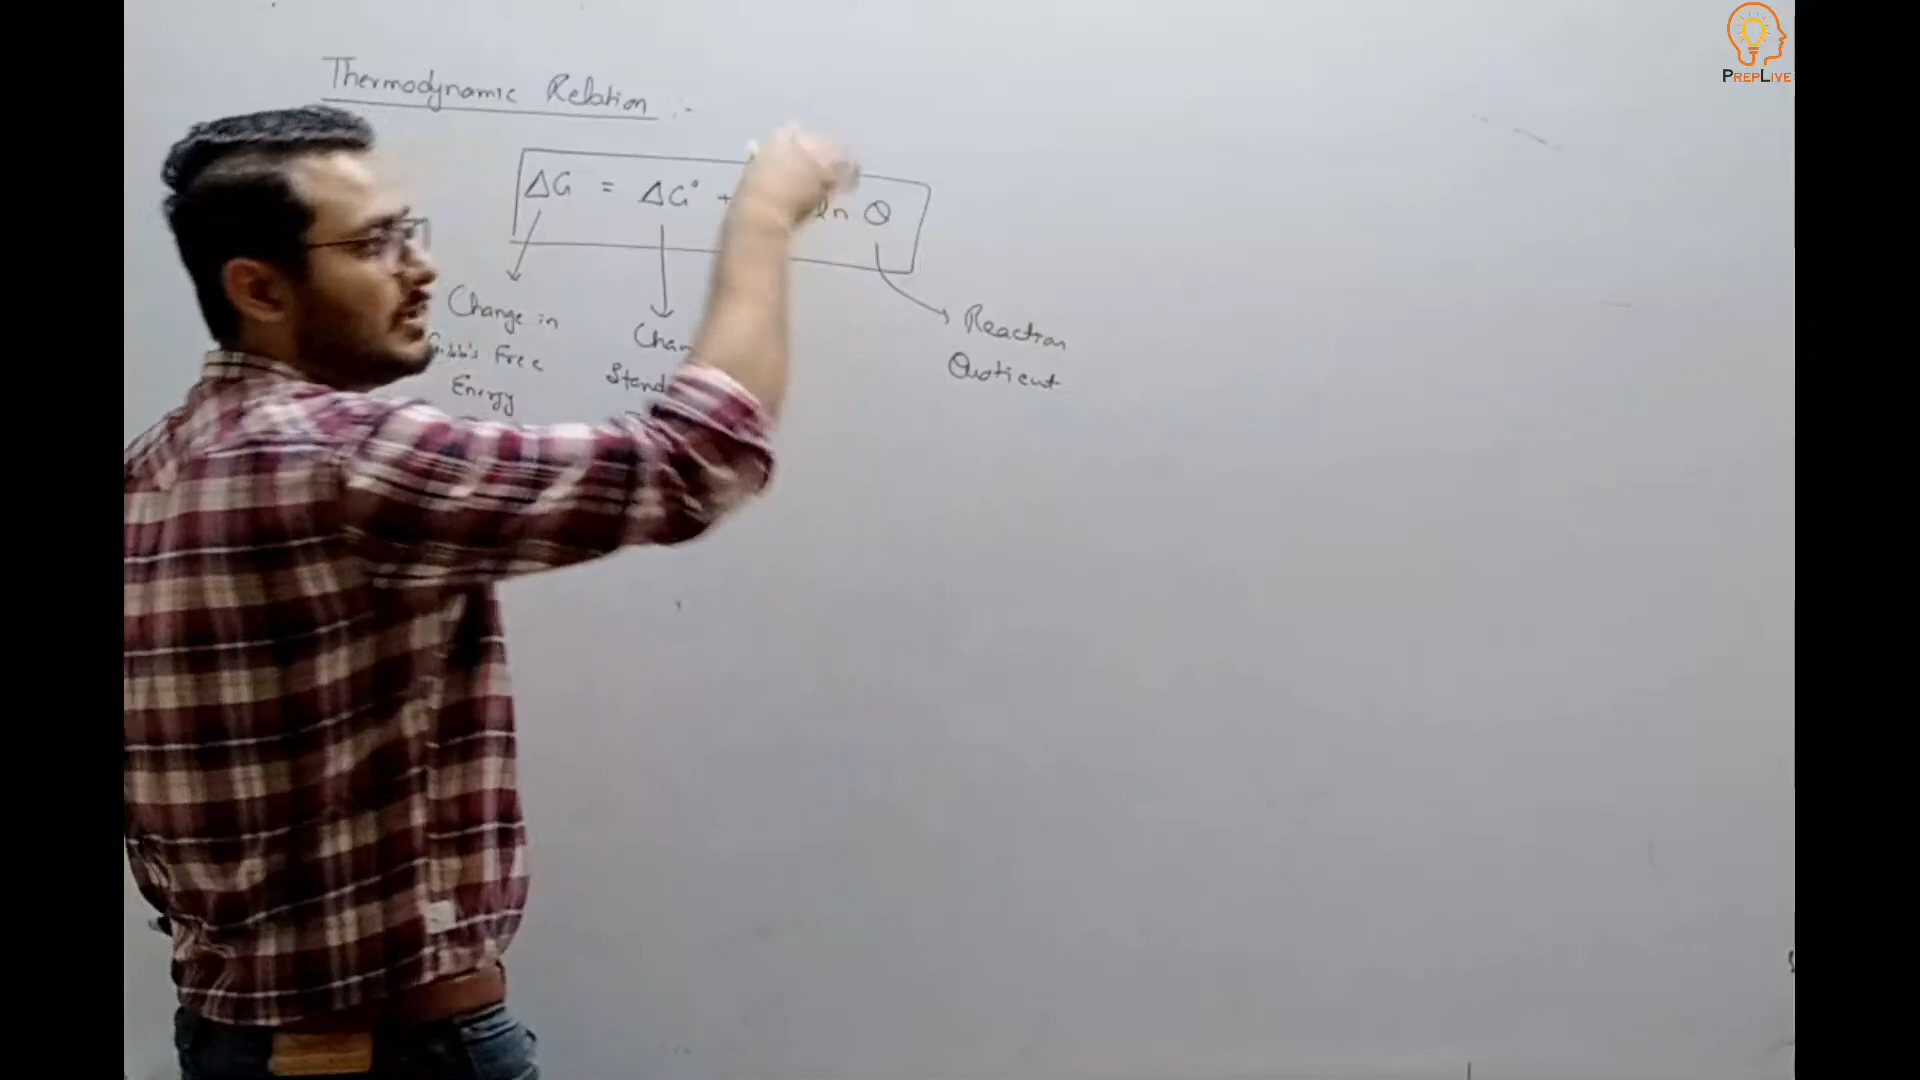 PREPLIVE
Thermodynamic Relation :-
ΔG = ΔG° + ln Q
Change in
Gibb's Free
Energy
Reaction
Quotient